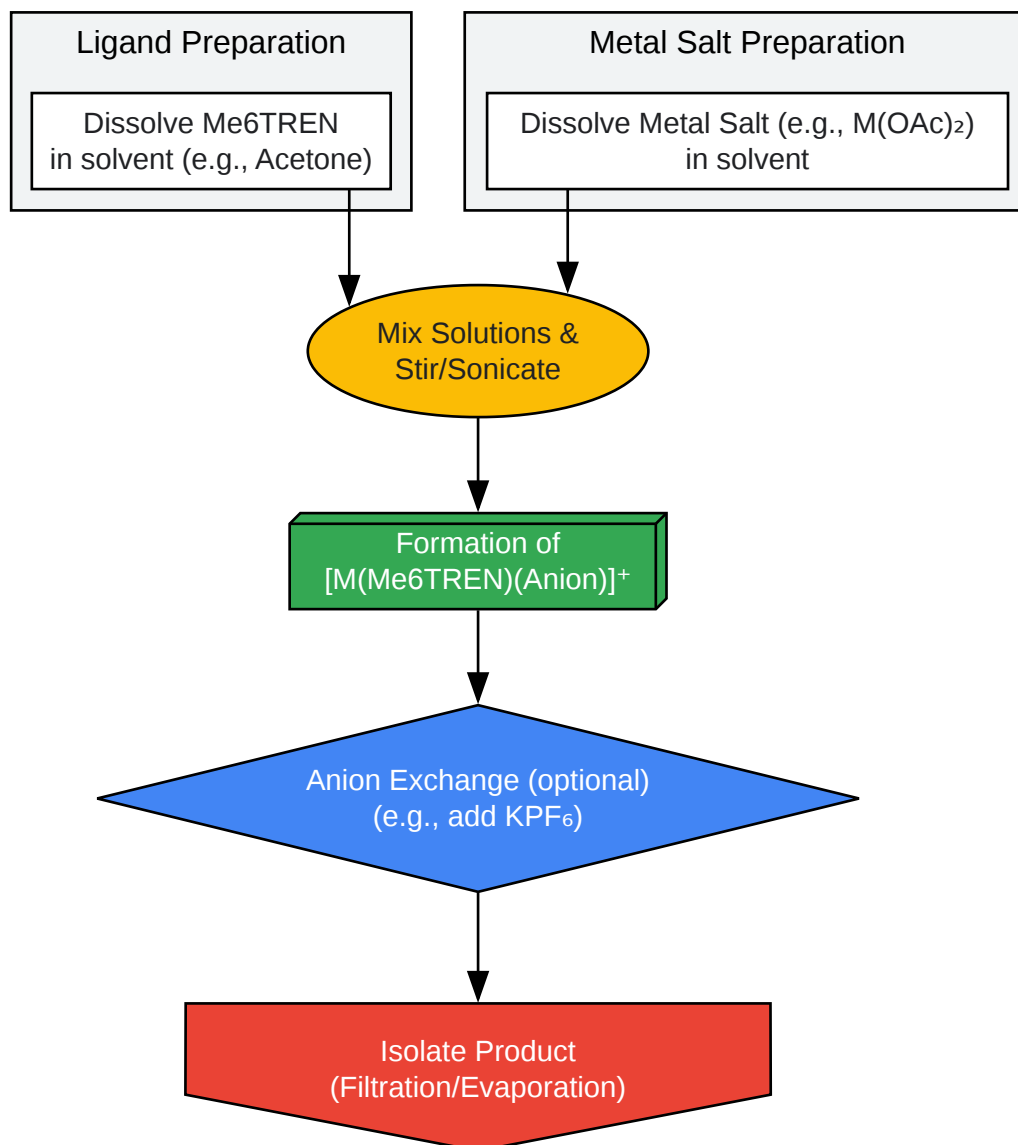 Ligand Preparation
Metal Salt Preparation
Dissolve Me6TREN
in solvent (e.g., Acetone)
Dissolve Metal Salt (e.g., M(OAc)₂)
in solvent
Mix Solutions &
Stir/Sonicate
Formation of
[M(Me6TREN)(Anion)]⁺
Anion Exchange (optional)
(e.g., add KPF₆)
Isolate Product
(Filtration/Evaporation)